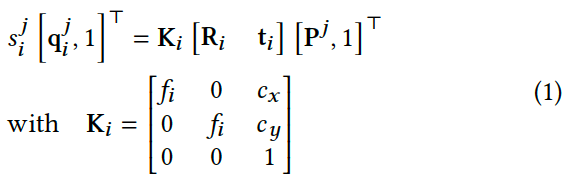 s_i^j [q_i^j, 1]^⊤ = K_i [R_i t_i] [P^j, 1]^⊤
with K_i = [f_i 0 c_x
0 f_i c_y (1)
0 0 1]